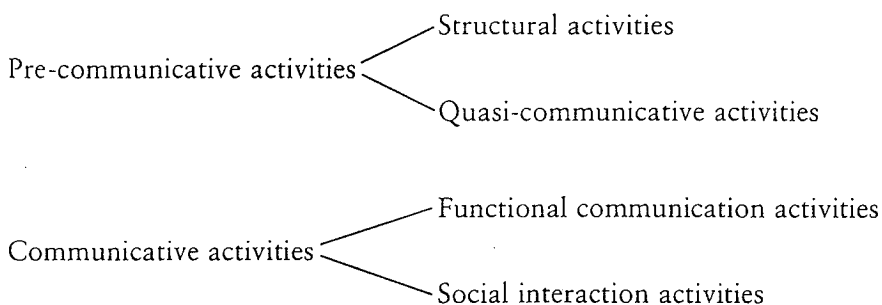 Structural activities
Pre-communicative activities
Quasi-communicative activities
Functional communication activities
Communicative activities
Social interaction activities